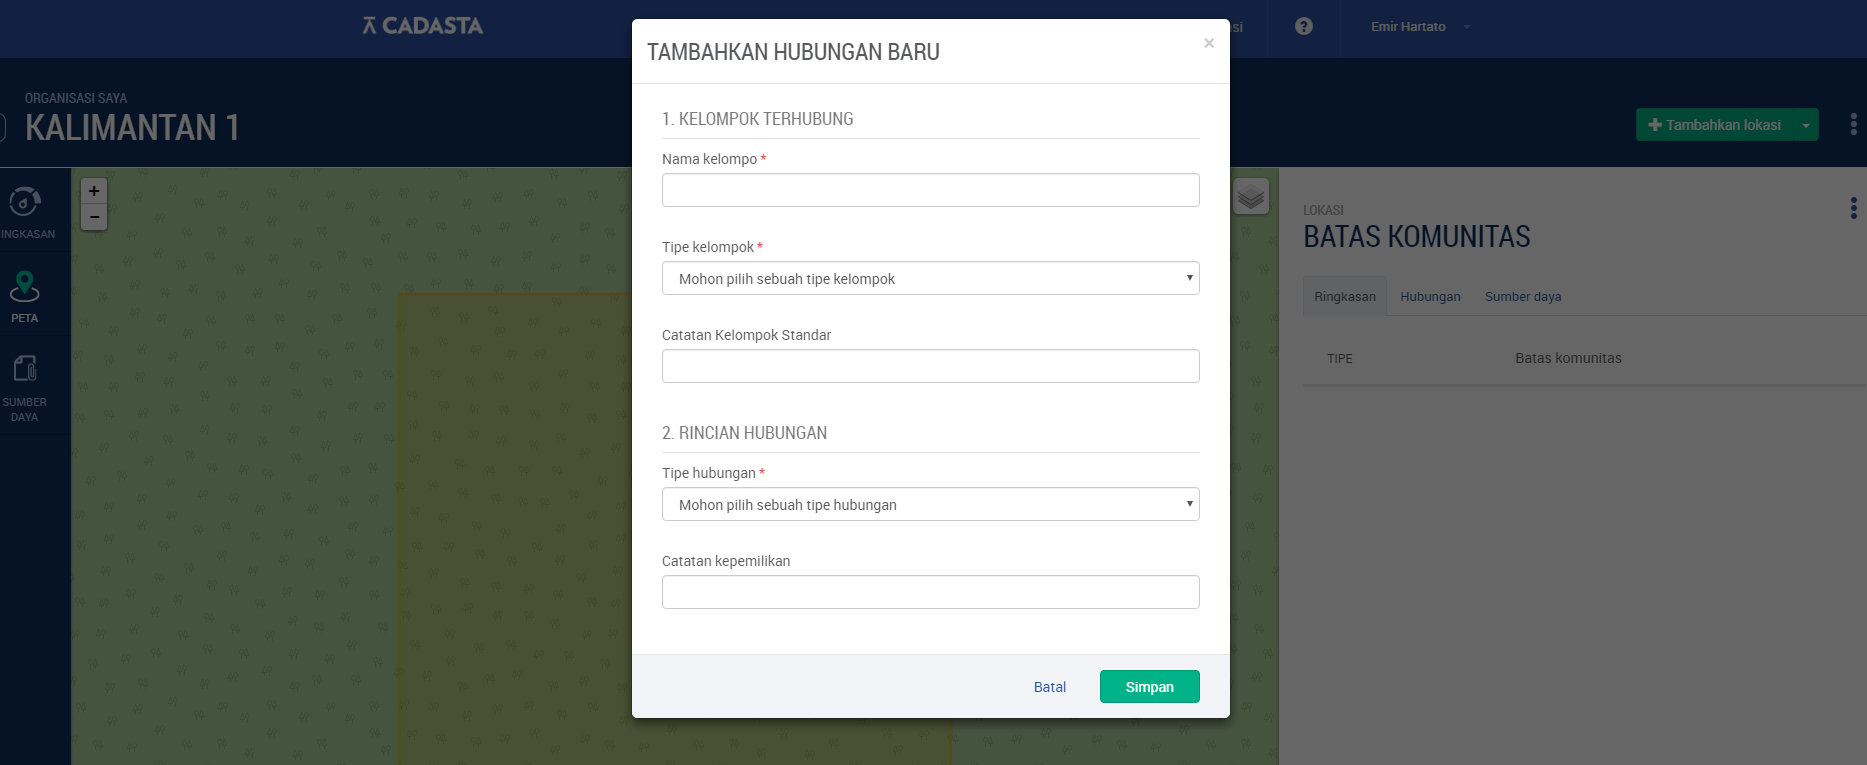 CADASTA
si
?
Emir Hartato
ORGANISASI SAYA
KALIMANTAN 1
+ Tambahkan lokasi
INGKASAN
PETA
SUMBER
DAYA
+
−
TAMBAHKAN HUBUNGAN BARU
×
1. KELOMPOK TERHUBUNG
Nama kelompo *
Tipe kelompok *
Mohon pilih sebuah tipe kelompok
Catatan Kelompok Standar
2. RINCIAN HUBUNGAN
Tipe hubungan *
Mohon pilih sebuah tipe hubungan
Catatan kepemilikan
Batal
Simpan
LOKASI
BATAS KOMUNITAS
Ringkasan Hubungan Sumber daya
TIPE Batas komunitas